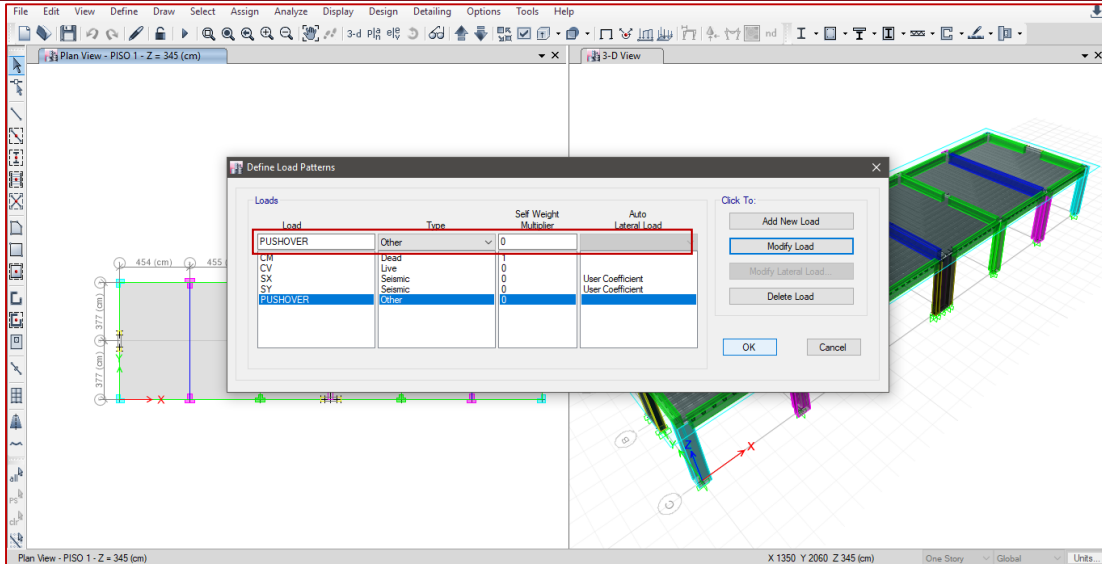 File Edit View Define Draw Select Assign Analyze Display Design Detailing Options Tools Help
3-d
nd
Plan View - PISO 1 - Z = 345 (cm)
3-D View
Define Load Patterns
Loads
Click To:
Load Type Self Weight Multiplier Auto Lateral Load
PUSHOVER Other 0
CM Dead 1
CV Live 0
SX Seismic 0 User Coefficient
SY Seismic 0 User Coefficient
PUSHOVER Other 0
Add New Load
Modify Load
Modify Lateral Load...
Delete Load
OK Cancel
454 (cm) 455
377 (cm)
377 (cm)
Y
X
B
C
Z
X
all
ps
clr
Plan View - PISO 1 - Z = 345 (cm) X 1350 Y 2060 Z 345 (cm) One Story Global Units...